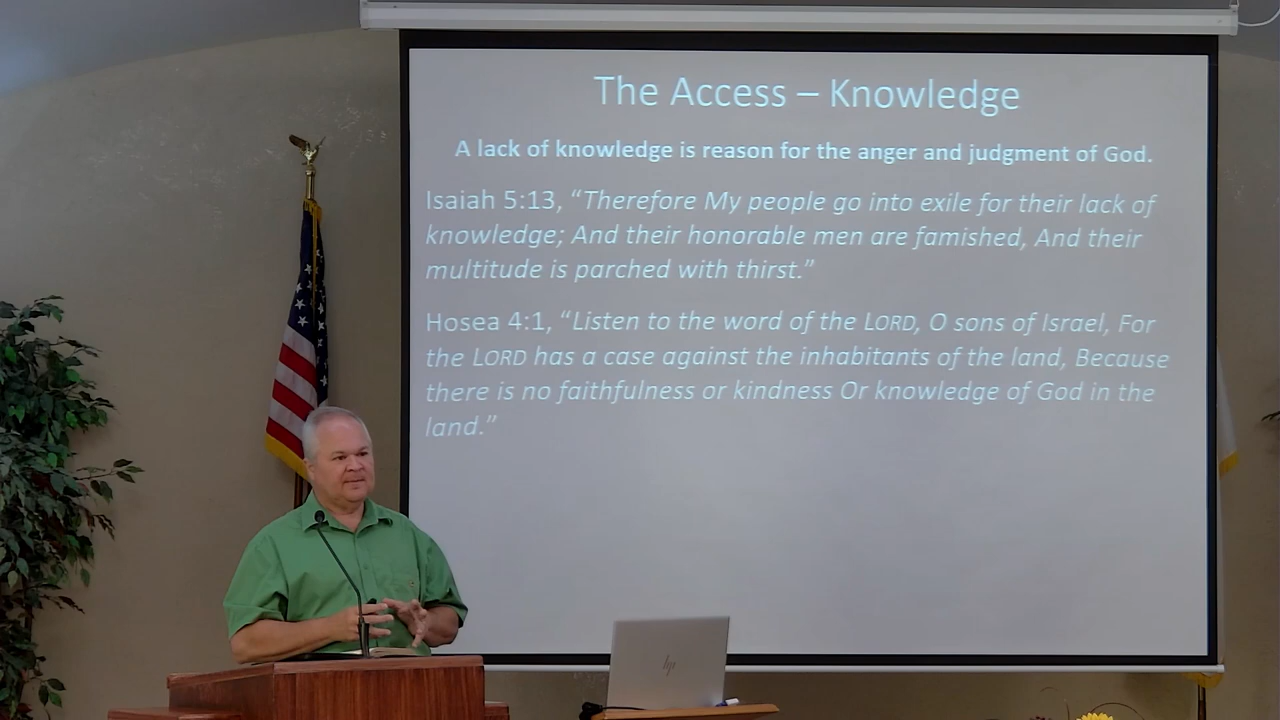 The Access – Knowledge
A lack of knowledge is reason for the anger and judgment of God.
Isaiah 5:13, “Therefore My people go into exile for their lack of
knowledge; And their honorable men are famished, And their
multitude is parched with thirst.”
Hosea 4:1, “Listen to the word of the LORD, O sons of Israel, For
the LORD has a case against the inhabitants of the land, Because
there is no faithfulness or kindness Or knowledge of God in the
land.”
hp